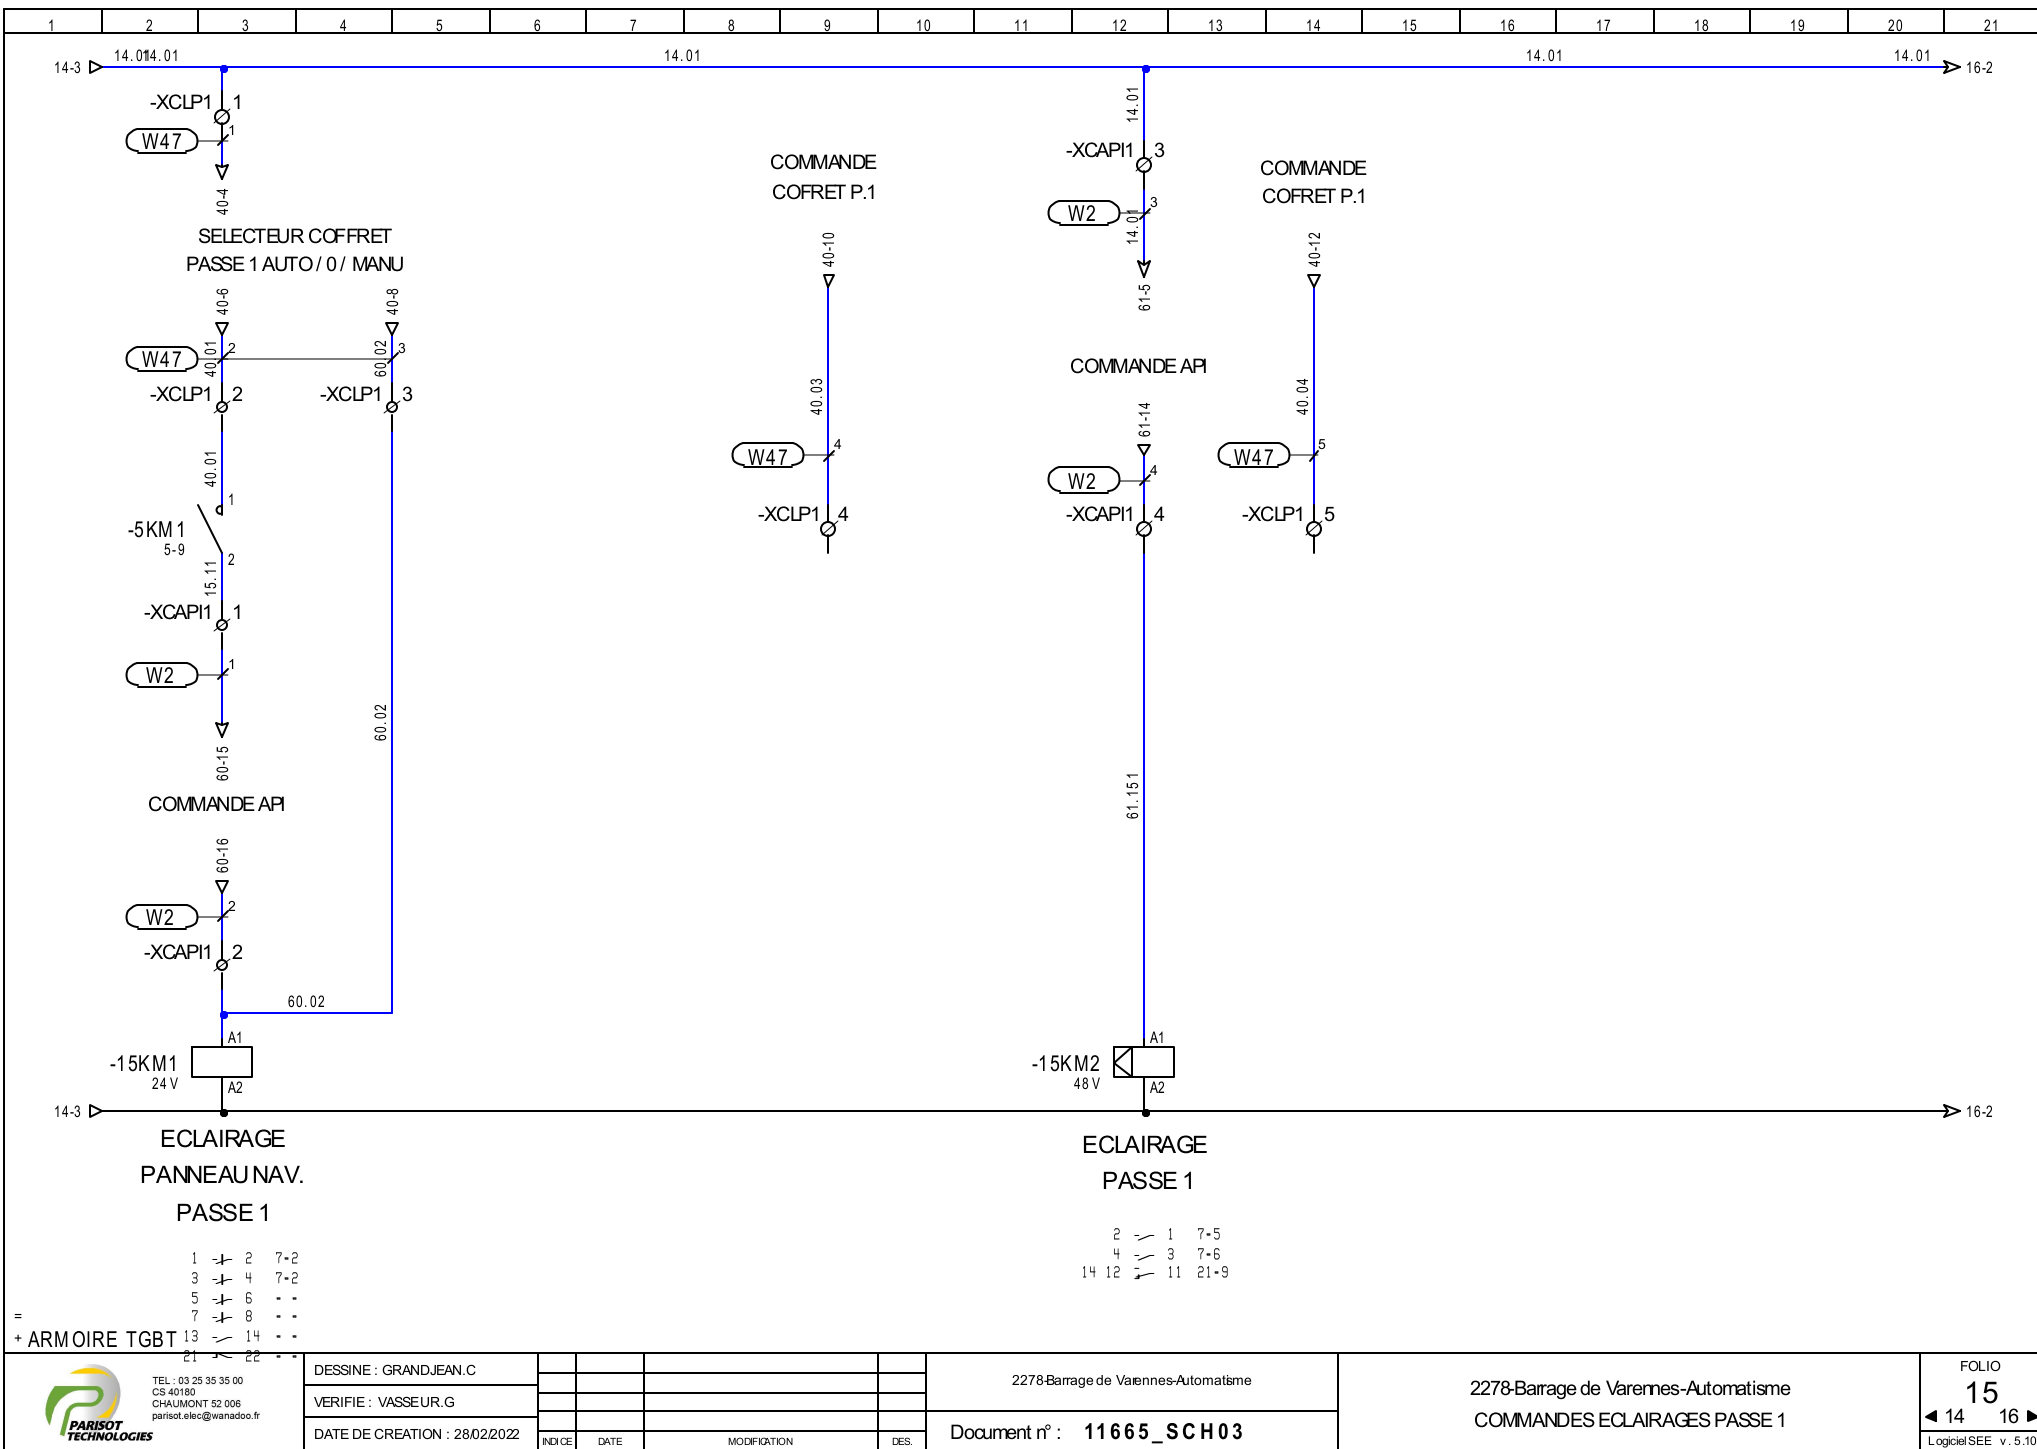 1 2 3 4 5 6 7 8 9 10 11 12 13 14 15 16 17 18 19 20 21
14-3 14.01 14.01 14.01 14.01 14.01 16-2
-XCLP1 1
W47 1
40-4
SELECTEUR COFFRET
PASSE 1 AUTO / 0 / MANU
40-6 40-8
W47 2 3
40.01 60.02
-XCLP1 2 -XCLP1 3
40.01
1
-5KM1
5-9
2
15.11
-XCAPI1 1
W2 1
60-15
60.02
COMMANDE API
60-16
W2 2
-XCAPI1 2
60.02
A1
-15KM1
24 V
A2
COMMANDE
COFRET P.1
40-10
40.03
W47 4
-XCLP1 4
14.01
-XCAPI1 3
W2 3
14.01
61-5
COMMANDE API
61-14
W2 4
-XCAPI1 4
61.151
A1
-15KM2
48 V
A2
COMMANDE
COFRET P.1
40-12
40.04
W47 5
-XCLP1 5
14-3 16-2
ECLAIRAGE
PANNEAU NAV.
PASSE 1
1 2 7-2
3 4 7-2
5 6 - -
7 8 - -
13 14 - -
21 22 - -
ECLAIRAGE
PASSE 1
2 1 7-5
4 3 7-6
14 12 11 21-9
=
+ ARMOIRE TGBT
PARISOT
TECHNOLOGIES
TEL : 03 25 35 35 00
CS 40180
CHAUMONT 52 006
parisot.elec@wanadoo.fr
DESSINE : GRANDJEAN.C
VERIFIE : VASSEUR.G
DATE DE CREATION : 28/02/2022
INDICE DATE MODIFICATION DES.
2278-Barrage de Varennes-Automatisme
Document n° : 11665_SCH03
2278-Barrage de Varennes-Automatisme
COMMANDES ECLAIRAGES PASSE 1
FOLIO
15
14 16
Logiciel SEE v. 5.10